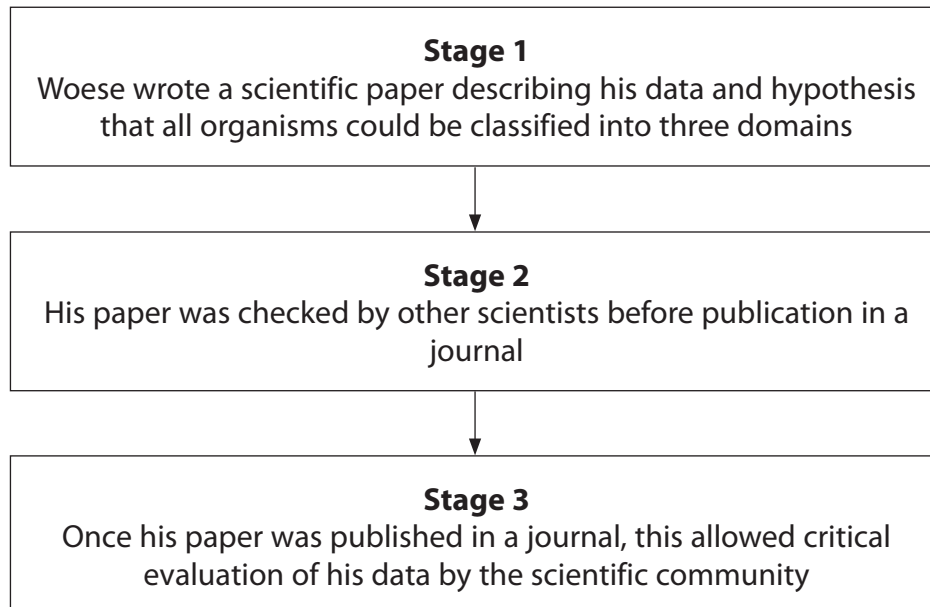 Stage 1
Woese wrote a scientific paper describing his data and hypothesis
that all organisms could be classified into three domains
Stage 2
His paper was checked by other scientists before publication in a
journal
Stage 3
Once his paper was published in a journal, this allowed critical
evaluation of his data by the scientific community